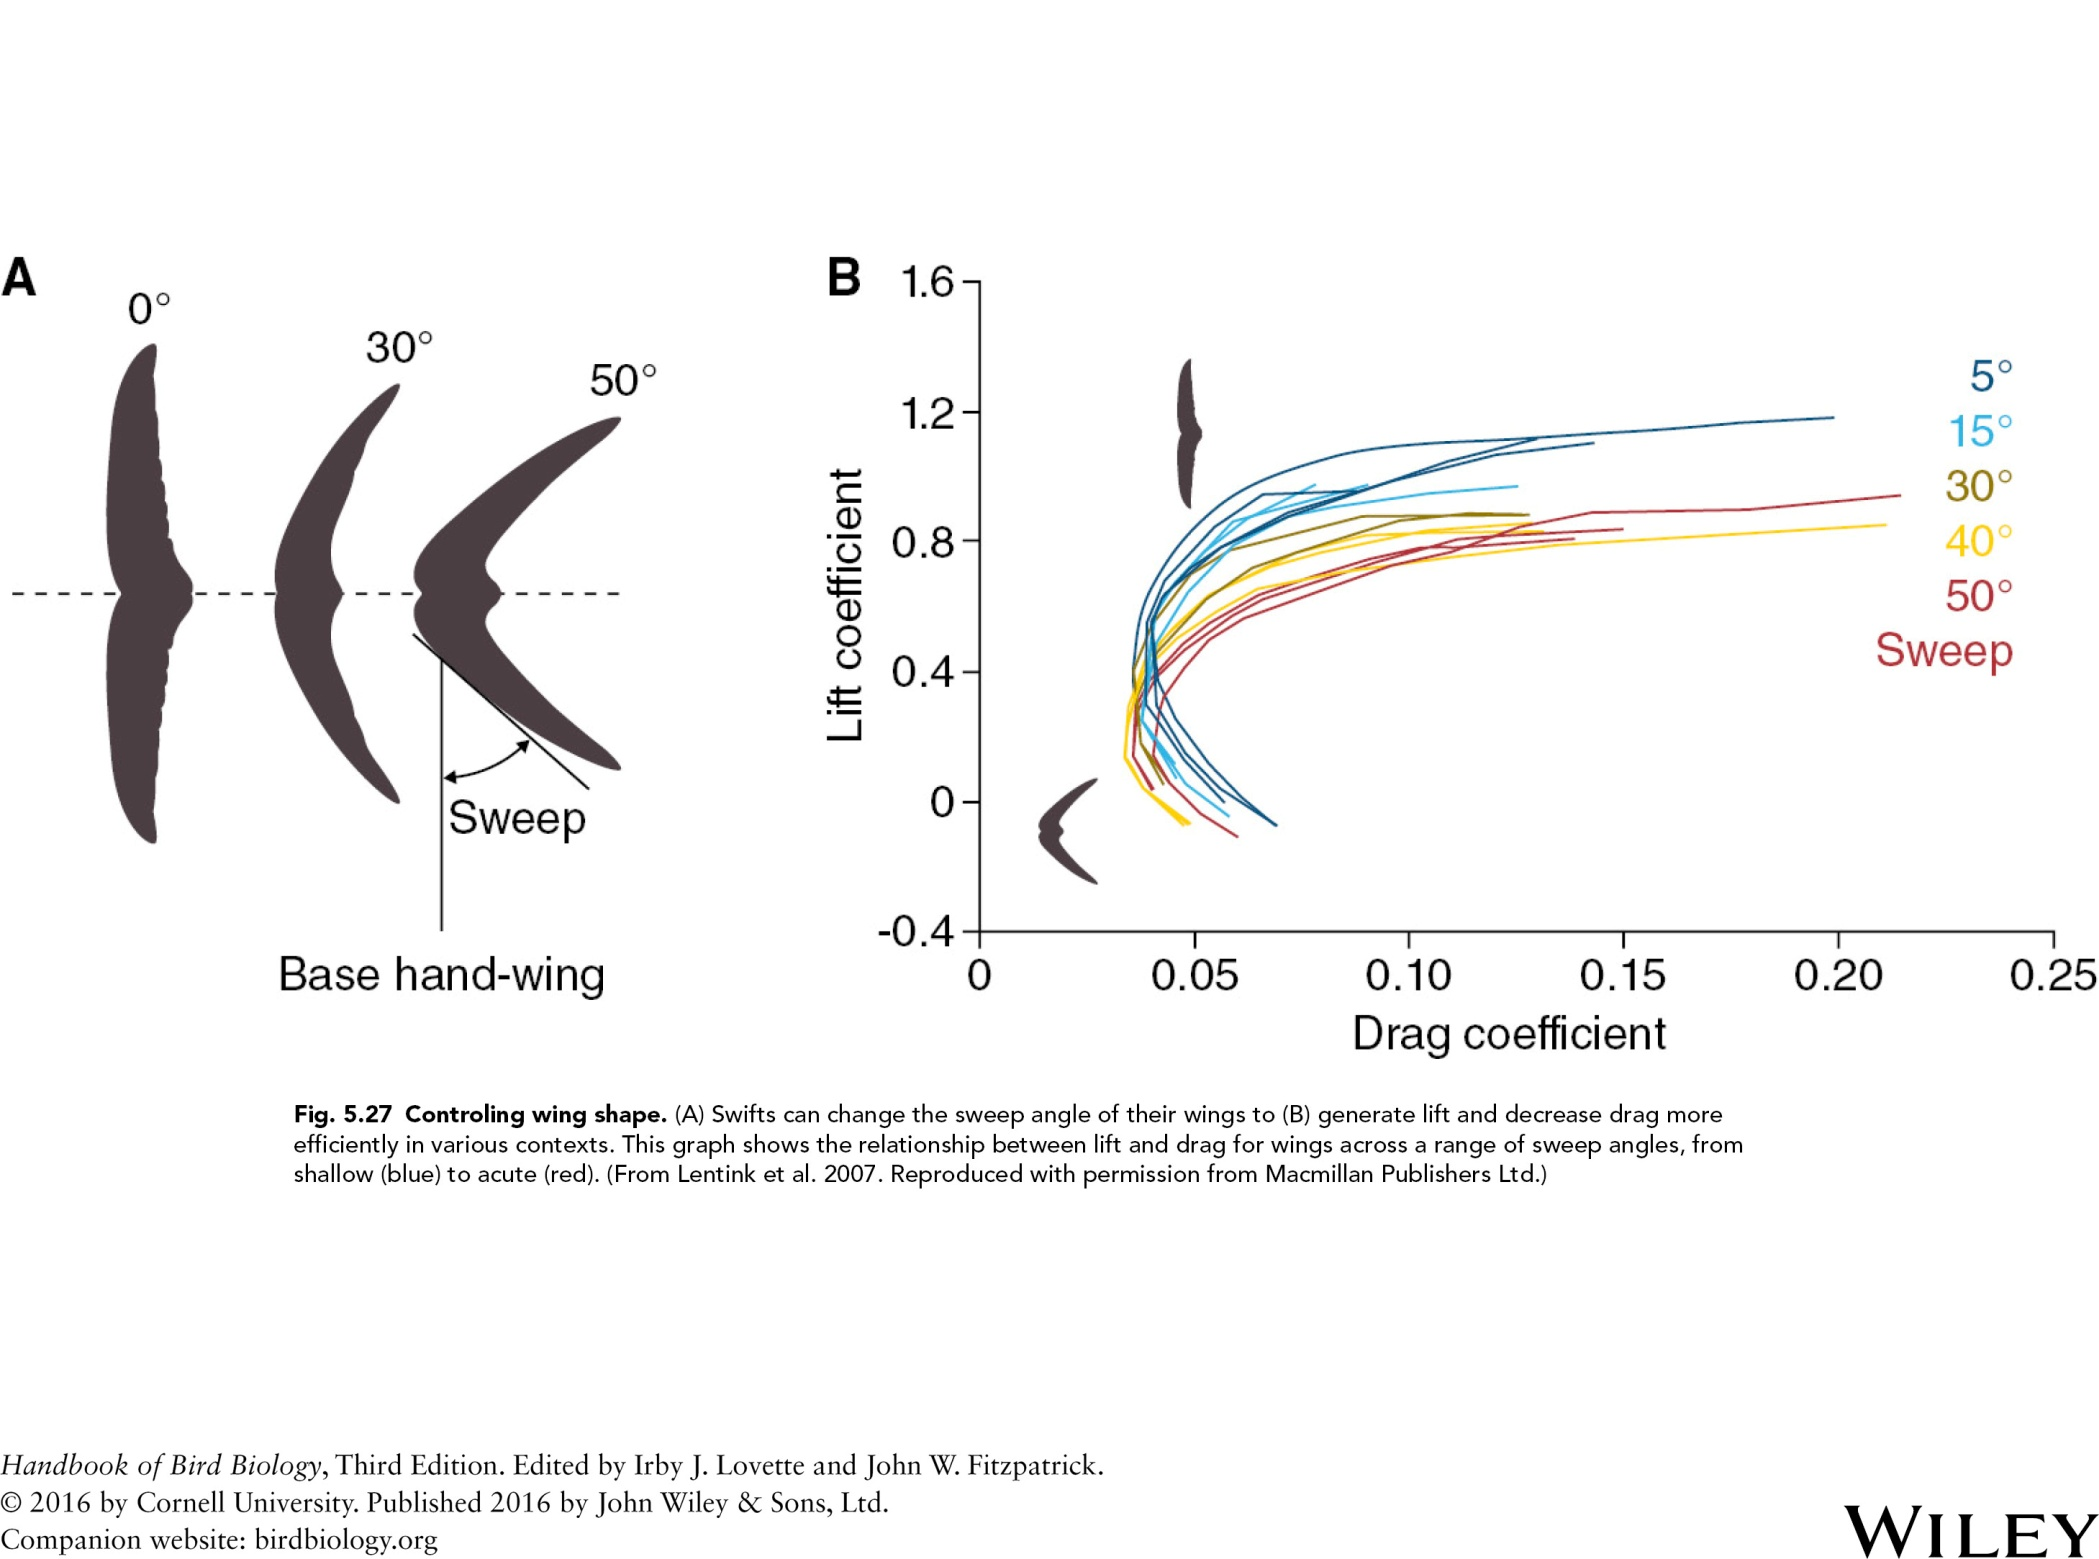 A
0°
30°
50°
Sweep
Base hand-wing
B
1.6
1.2
0.8
0.4
0
-0.4
Lift coefficient
0
0.05
0.10
0.15
0.20
0.25
Drag coefficient
5°
15°
30°
40°
50°
Sweep
Fig. 5.27 Controling wing shape. (A) Swifts can change the sweep angle of their wings to (B) generate lift and decrease drag more
efficiently in various contexts. This graph shows the relationship between lift and drag for wings across a range of sweep angles, from
shallow (blue) to acute (red). (From Lentink et al. 2007. Reproduced with permission from Macmillan Publishers Ltd.)
Handbook of Bird Biology, Third Edition. Edited by Irby J. Lovette and John W. Fitzpatrick.
© 2016 by Cornell University. Published 2016 by John Wiley & Sons, Ltd.
Companion website: birdbiology.org
WILEY